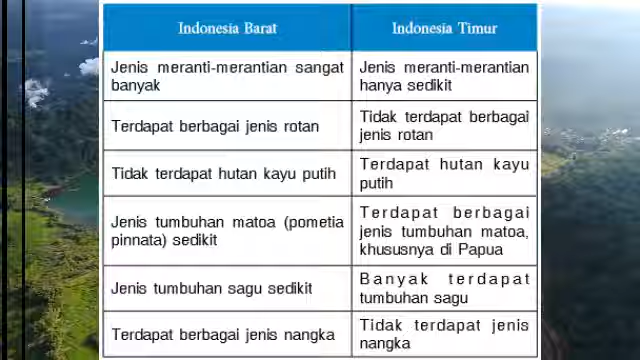 Indonesia Barat
Indonesia Timur
Jenis meranti-merantian sangat
banyak
Jenis meranti-merantian
hanya sedikit
Terdapat berbagai jenis rotan
Tidak terdapat berbagai
jenis rotan
Tidak terdapat hutan kayu putih
Terdapat hutan kayu
putih
Jenis tumbuhan matoa (pometia
pinnata) sedikit
Terdapat berbagai
jenis tumbuhan matoa,
khususnya di Papua
Jenis tumbuhan sagu sedikit
Banyak terdapat
tumbuhan sagu
Terdapat berbagai jenis nangka
Tidak terdapat jenis
nangka